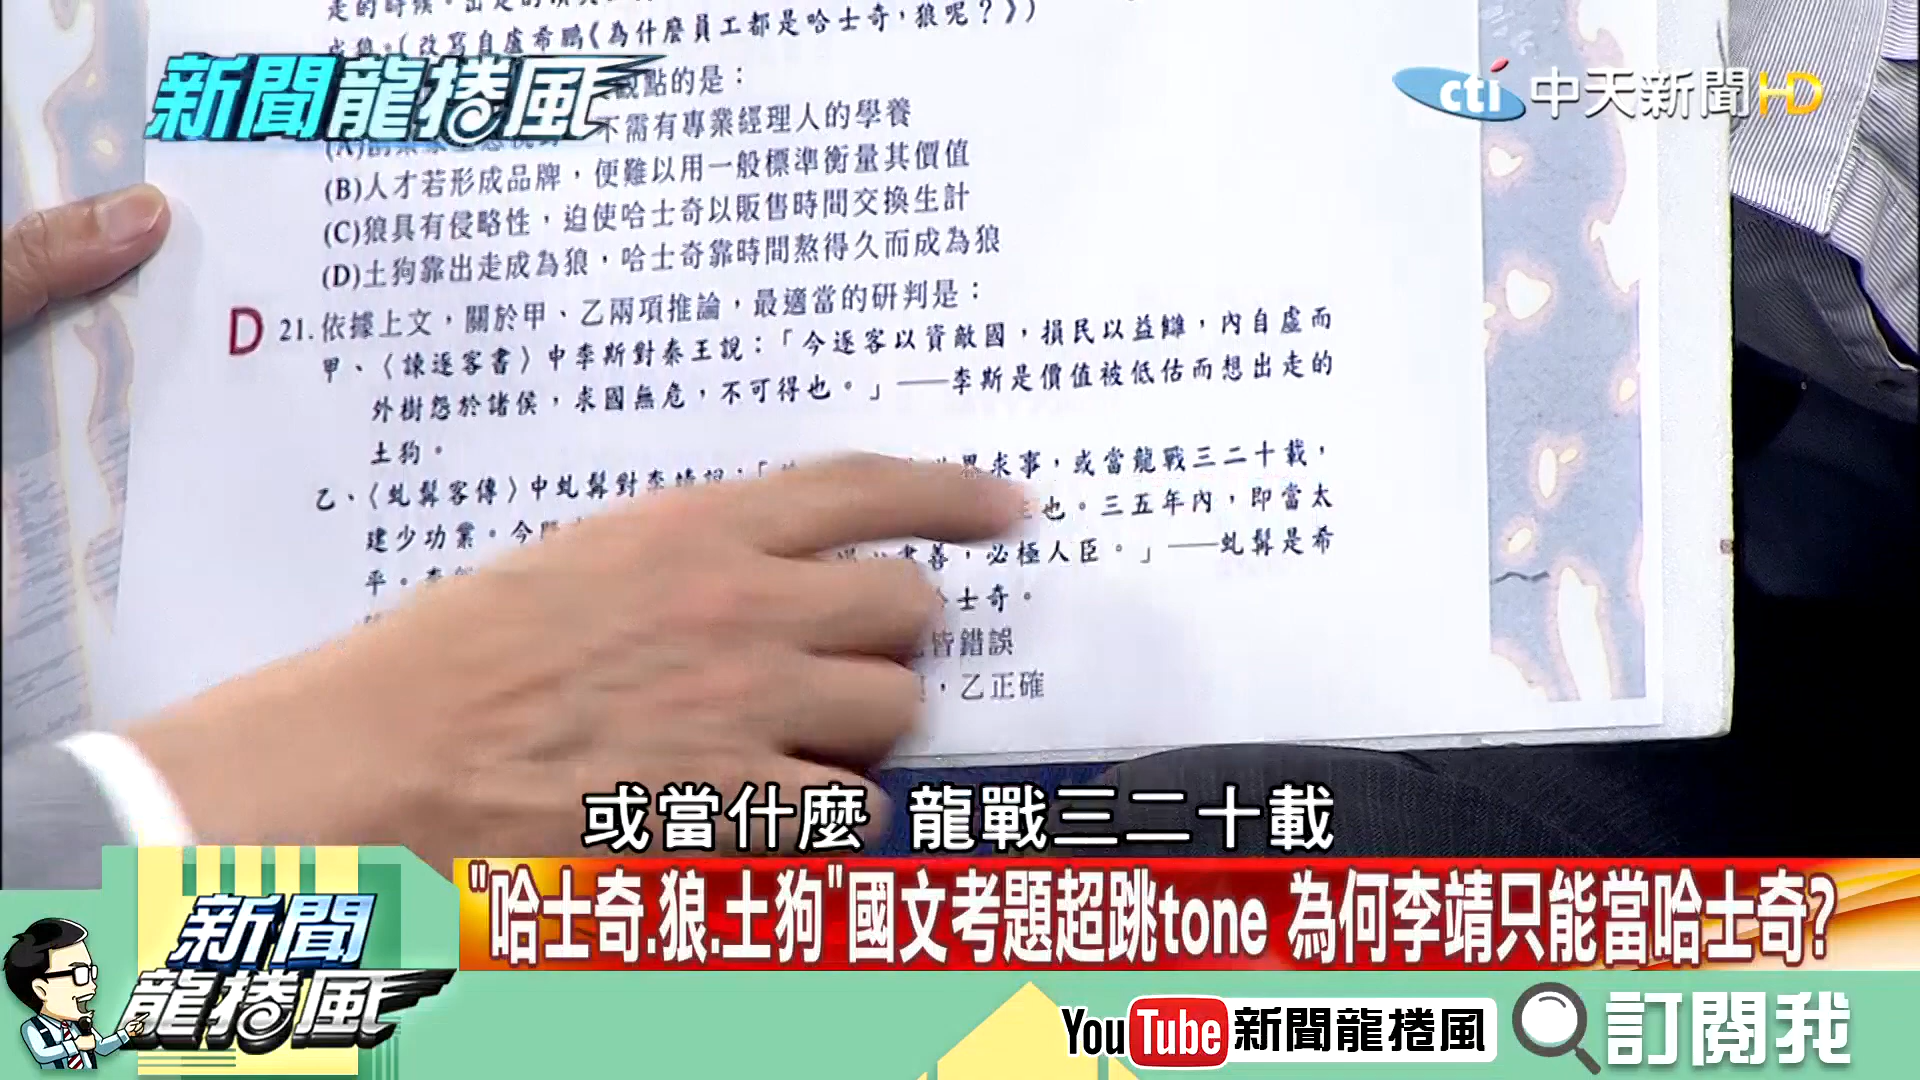 走的時候。出走的
成狼。(改寫自盧希鵬《為什麼員工都是哈士奇,狼呢?》)
觀點的是:
不需有專業經理人的學養
(B)人才若形成品牌,便難以用一般標準衡量其價值
(C)狼具有侵略性,迫使哈士奇以販售時間交換生計
(D)土狗靠出走成為狼,哈士奇靠時間熬得久而成為狼
D 21.依據上文,關於甲、乙兩項推論,最適當的研判是:
甲、〈諫逐客書〉中李斯對秦王說:「今逐客以資敵國,損民以益讎,內自虛而
外樹怨於諸侯,求國無危,不可得也。」——李斯是價值被低估而想出走的
土狗。
乙、〈虬髯客傳〉中虬髯對李靖說:「 世界求事,或當龍戰三二十載,
建少功業。今 也。三五年內,即當太
平。 盡善,必極人臣。」——虬髯是希
士奇。
皆錯誤
,乙正確
新聞龍捲風
cti 中天新聞HD
或當什麼 龍戰三二十載
"哈士奇.狼.土狗"國文考題超跳tone 為何李靖只能當哈士奇?
新聞
龍捲風
YouTube 新聞龍捲風 訂閱我